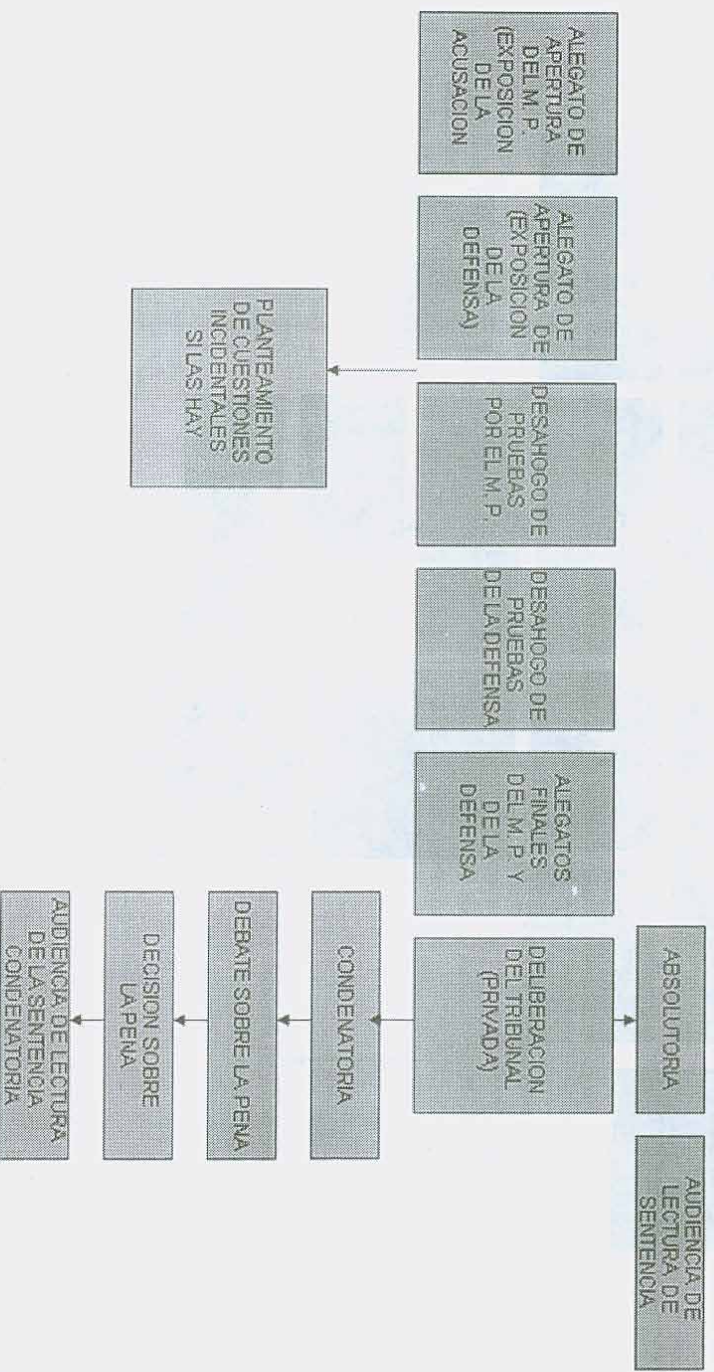 ALEGATO DE
APERTURA
DEL M. P.
(EXPOSICION
DE LA
ACUSACION
ALEGATO DE
APERTURA DE
(EXPOSICION
DE LA
DEFENSA)
DESAHOGO DE
PRUEBAS
POR EL M. P.
DESAHOGO DE
PRUEBAS
DE LA DEFENSA
ALEGATOS
FINALES
DEL M. P. Y
DE LA
DEFENSA
DELIBERACION
DEL TRIBUNAL
(PRIVADA)
ABSOLUTORIA
AUDIENCIA DE
LECTURA DE
SENTENCIA
PLANTEAMIENTO
DE CUESTIONES
INCIDENTALES
SI LAS HAY
CONDENATORIA
DEBATE SOBRE LA PENA
DECISION SOBRE
LA PENA
AUDIENCIA DE LECTURA
DE LA SENTENCIA
CONDENATORIA